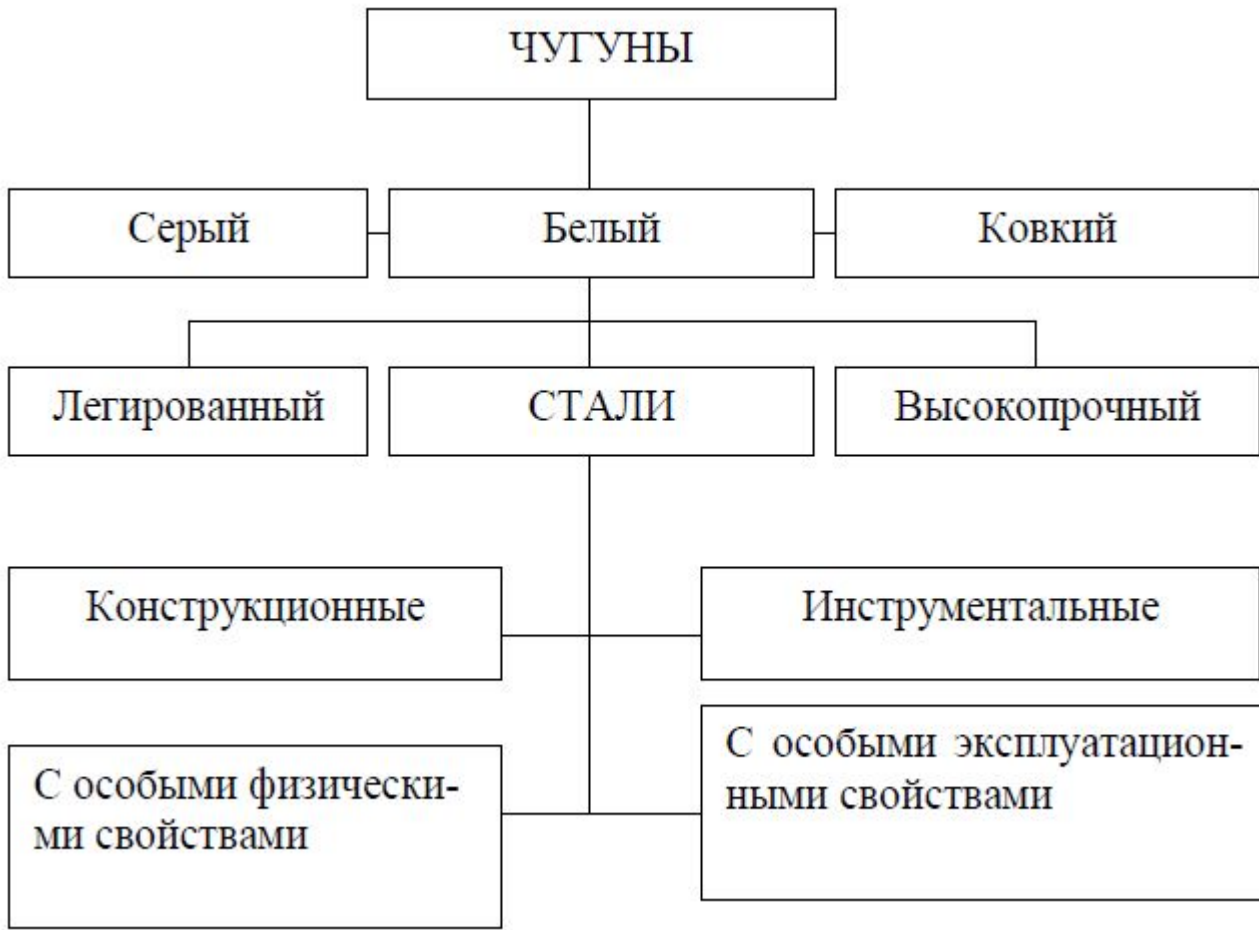 ЧУГУНЫ
Серый
Белый
Ковкий
Легированный
СТАЛИ
Высокопрочный
Конструкционные
Инструментальные
С особыми физически-
ми свойствами
С особыми эксплуатацион-
ными свойствами